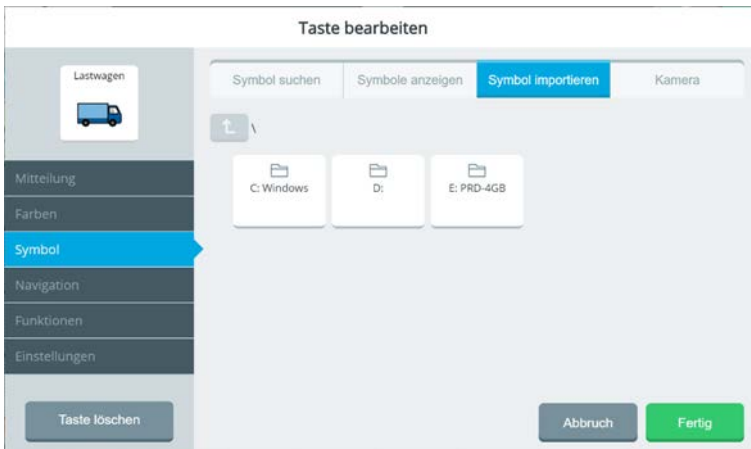 Taste bearbeiten
Lastwagen
Symbol suchen
Symbole anzeigen
Symbol importieren
Kamera
\
C: Windows
D:
E: PRD-4GB
Mitteilung
Farben
Symbol
Navigation
Funktionen
Einstellungen
Taste löschen
Abbruch
Fertig